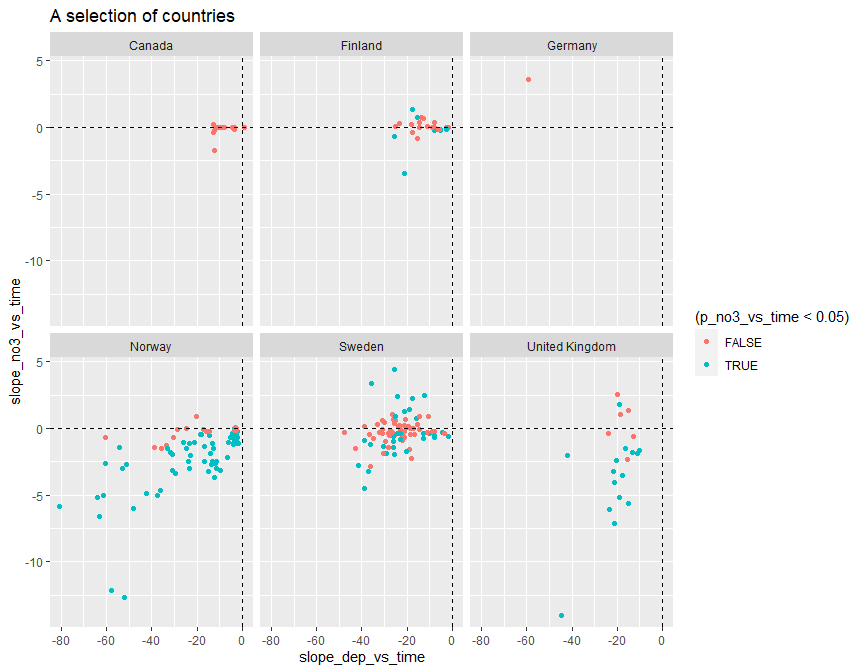 A selection of countries
Canada Finland Germany
5
0
-5
-10
Norway Sweden United Kingdom
5
0
-5
-10
-80 -60 -40 -20 0 -80 -60 -40 -20 0 -80 -60 -40 -20 0
slope_dep_vs_time
slope_no3_vs_time
(p_no3_vs_time < 0.05)
FALSE
TRUE